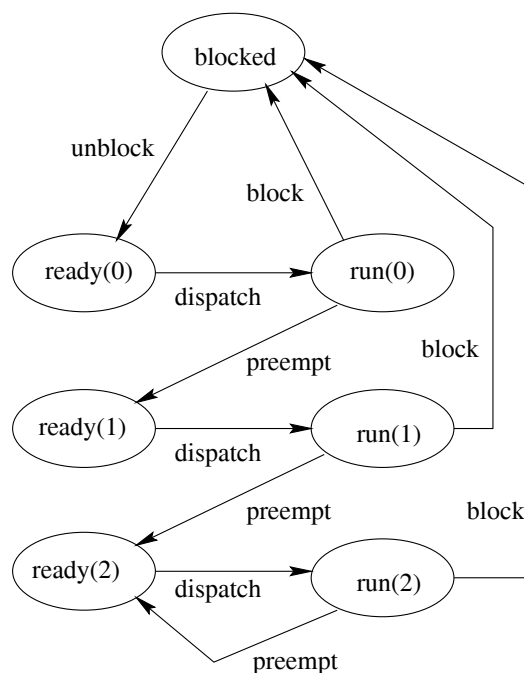 blocked
unblock
block
ready(0)
run(0)
dispatch
preempt
block
ready(1)
run(1)
dispatch
preempt
block
ready(2)
run(2)
dispatch
preempt